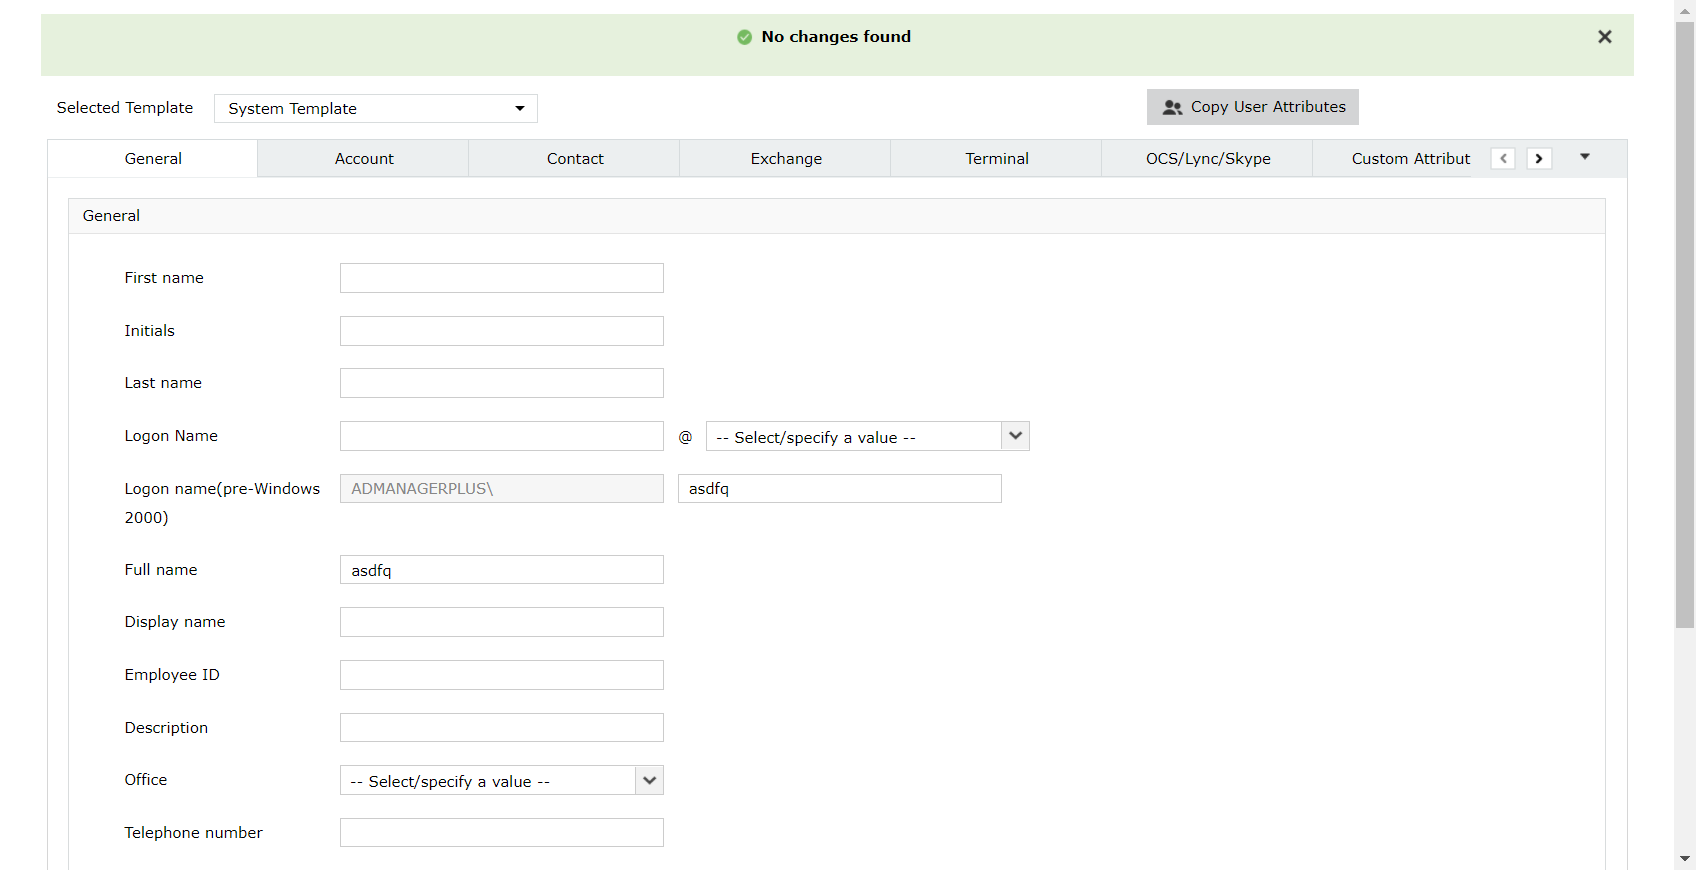 No changes found
Selected Template
System Template
Copy User Attributes
General
Account
Contact
Exchange
Terminal
OCS/Lync/Skype
Custom Attribut
General
First name
Initials
Last name
Logon Name
@
-- Select/specify a value --
Logon name(pre-Windows
2000)
ADMANAGERPLUS\
asdfq
Full name
asdfq
Display name
Employee ID
Description
Office
-- Select/specify a value --
Telephone number